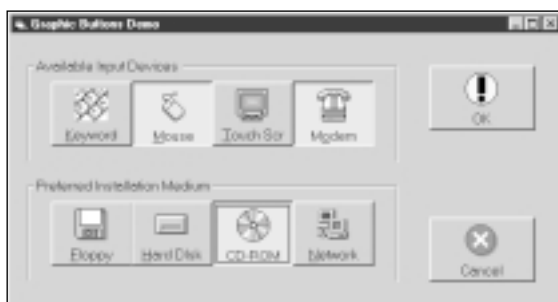 Graphic Buttons Demo
Available Input Devices
Keyword
Mouse
Touch Scr
Modem
OK
Preferred Installation Medium
Floppy
Hard Disk
CD-ROM
Network
Cancel